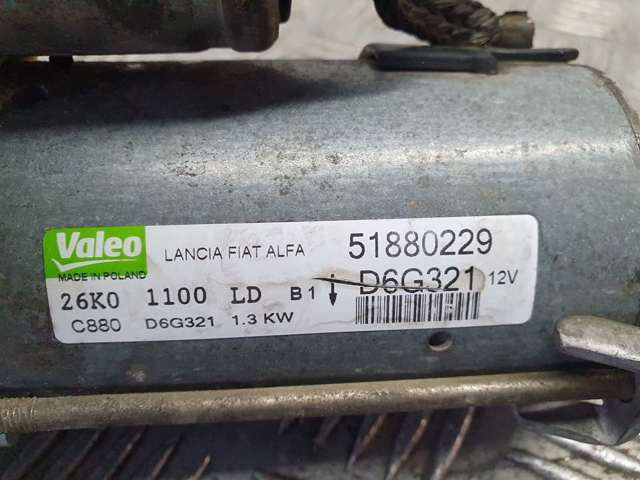 Valeo LANCIA FIAT ALFA 51880229
MADE IN POLAND D6G321 12V
26K0 1100 LD B1
C880 D6G321 1.3 KW